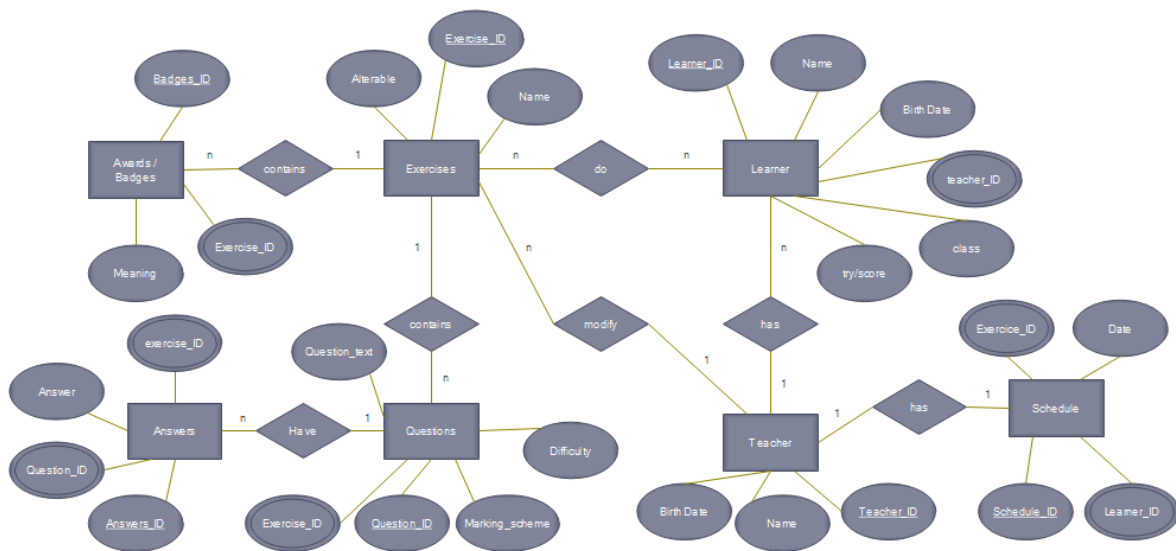 Exercise_ID
Learner_ID
Name
Badges_ID
Alterable
Name
Birth Date
Awards /
Badges
n
contains
1
Exercises
n
do
n
Learner
teacher_ID
Exercise_ID
class
Meaning
1
n
n
try/score
contains
modify
has
exercise_ID
Question_text
Exercice_ID
Date
Answer
n
1
1
1
has
1
Schedule
Answers
n
Have
1
Questions
Teacher
Difficulty
Question_ID
Answers_ID
Exercise_ID
Question_ID
Marking_scheme
Birth Date
Name
Teacher_ID
Schedule_ID
Learner_ID